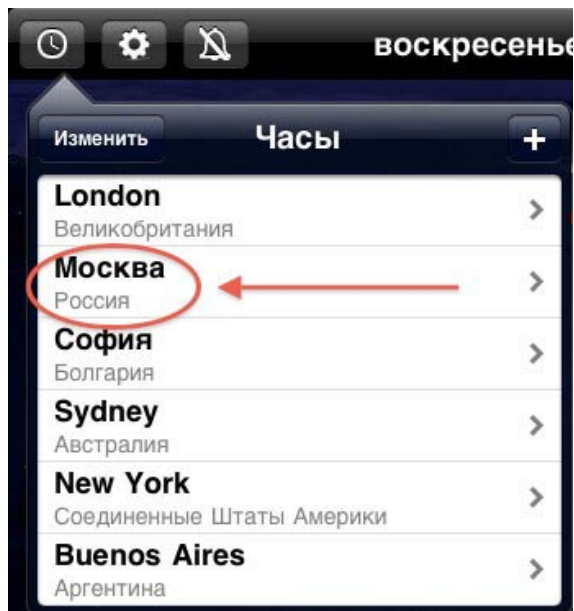 воскресенье
Изменить Часы +
London
Великобритания
Москва
Россия
София
Болгария
Sydney
Австралия
New York
Соединенные Штаты Америки
Buenos Aires
Аргентина